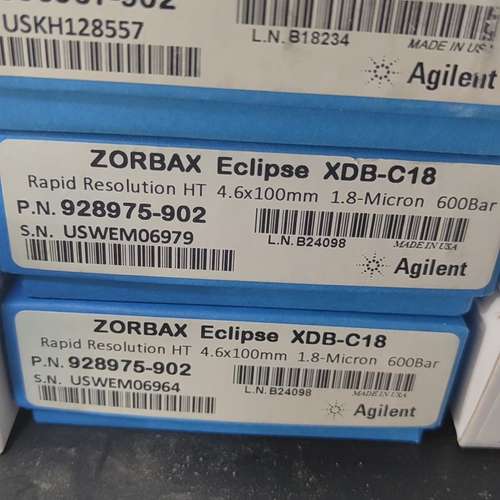 USKH128557
L.N. B18234
MADE IN USA
Agilent
ZORBAX Eclipse XDB-C18
Rapid Resolution HT 4.6x100mm 1.8-Micron 600Bar
P.N. 928975-902
S.N. USWEM06979
L.N. B24098
MADE IN USA
Agilent
ZORBAX Eclipse XDB-C18
Rapid Resolution HT 4.6x100mm 1.8-Micron 600Bar
P.N. 928975-902
S.N. USWEM06964
L.N. B24098
MADE IN USA
Agilent